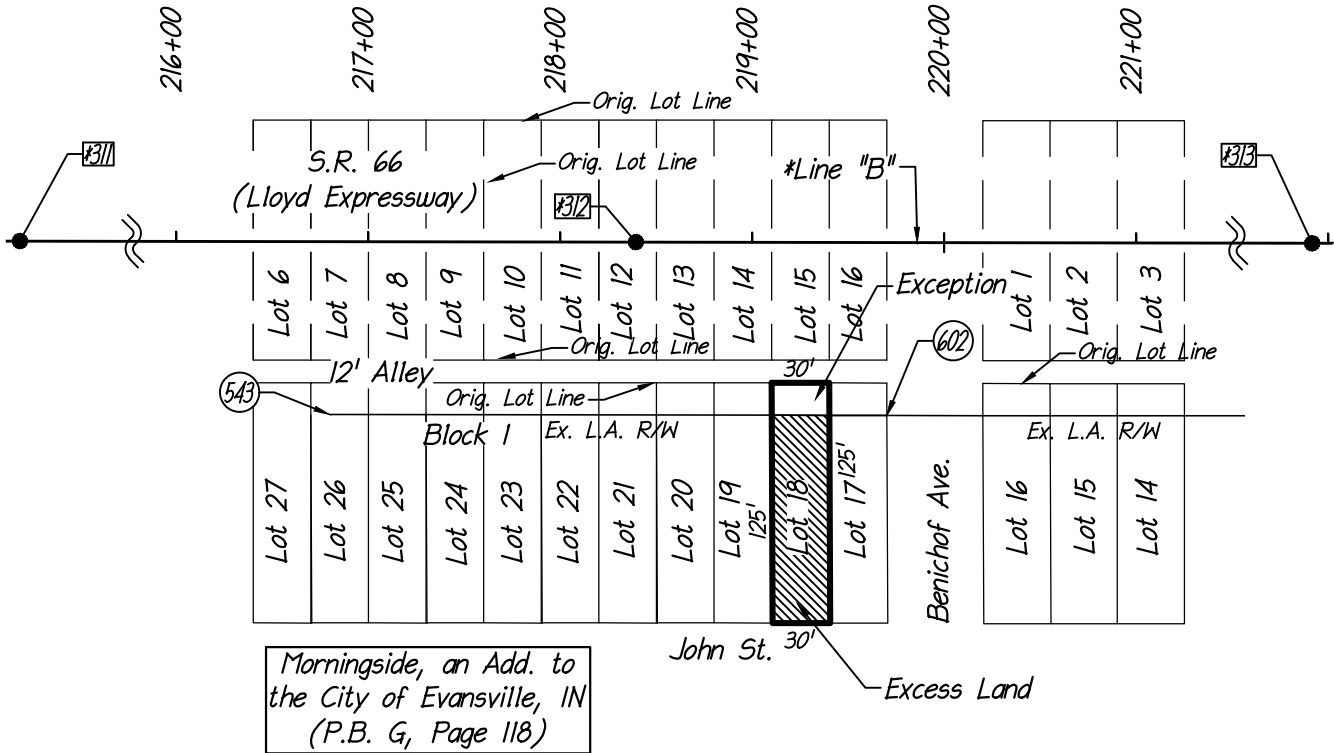 216+00
217+00
218+00
219+00
220+00
221+00
Orig. Lot Line
#311
S.R. 66
(Lloyd Expressway)
Orig. Lot Line
#312
*Line "B"
#313
Lot 6
Lot 7
Lot 8
Lot 9
Lot 10
Lot 11
Lot 12
Lot 13
Lot 14
Lot 15
Lot 16
Exception
Lot 1
Lot 2
Lot 3
602
Orig. Lot Line
Orig. Lot Line
12' Alley
30'
543
Orig. Lot Line
Block 1
Ex. L.A. R/W
Ex. L.A. R/W
Lot 27
Lot 26
Lot 25
Lot 24
Lot 23
Lot 22
Lot 21
Lot 20
Lot 19
125'
Lot 18
125'
Lot 17
Benichof Ave.
Lot 16
Lot 15
Lot 14
John St.
30'
Excess Land
Morningside, an Add. to
the City of Evansville, IN
(P.B. G, Page 118)